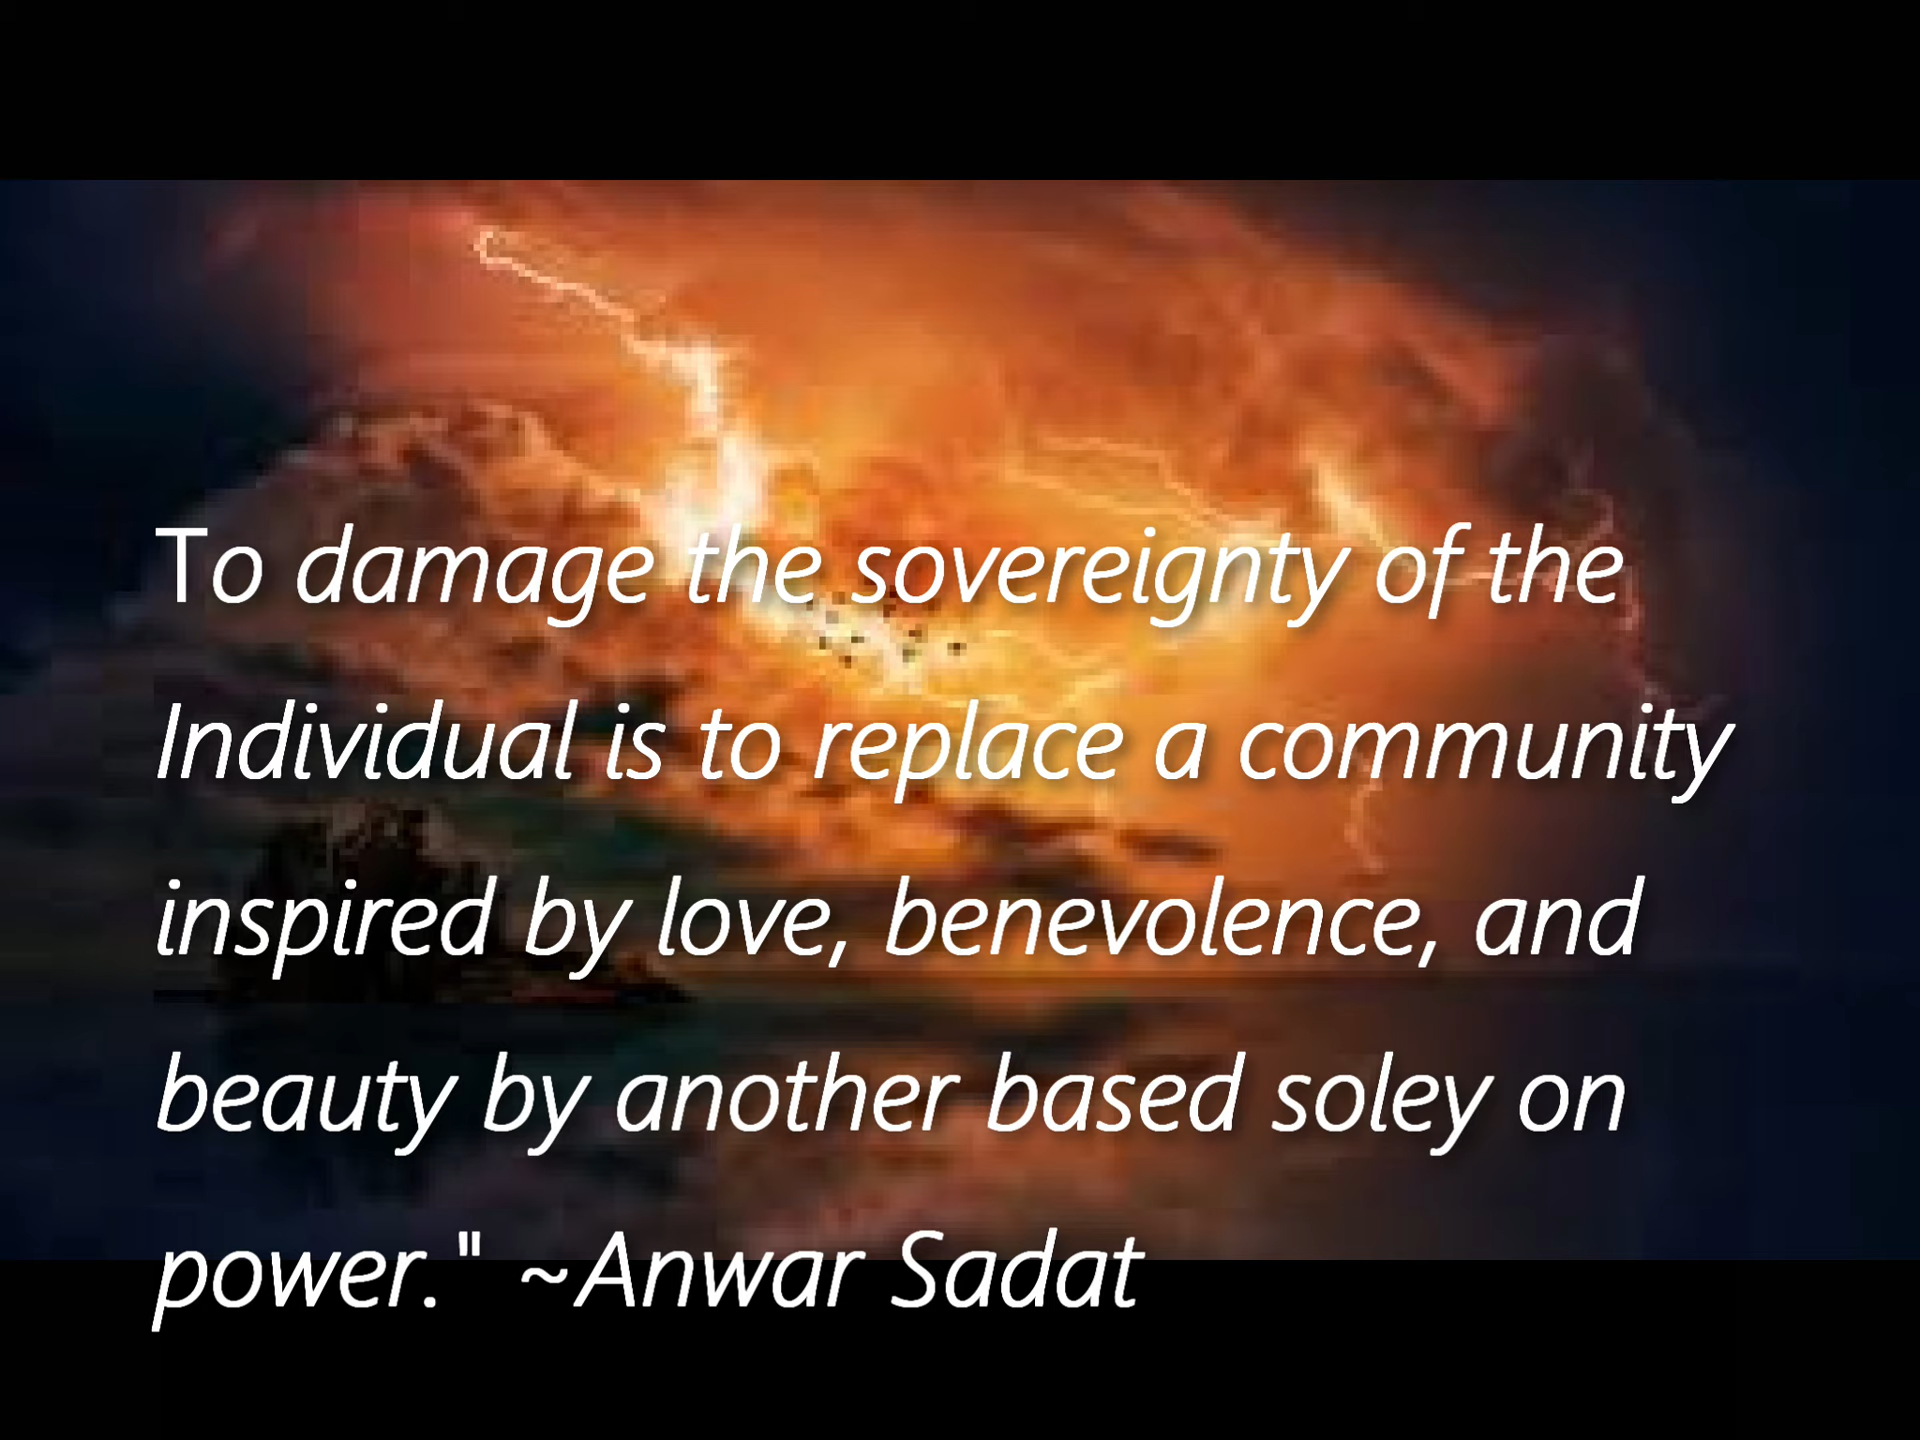 To damage the sovereignty of the
Individual is to replace a community
inspired by love, benevolence, and
beauty by another based soley on
power." ~Anwar Sadat